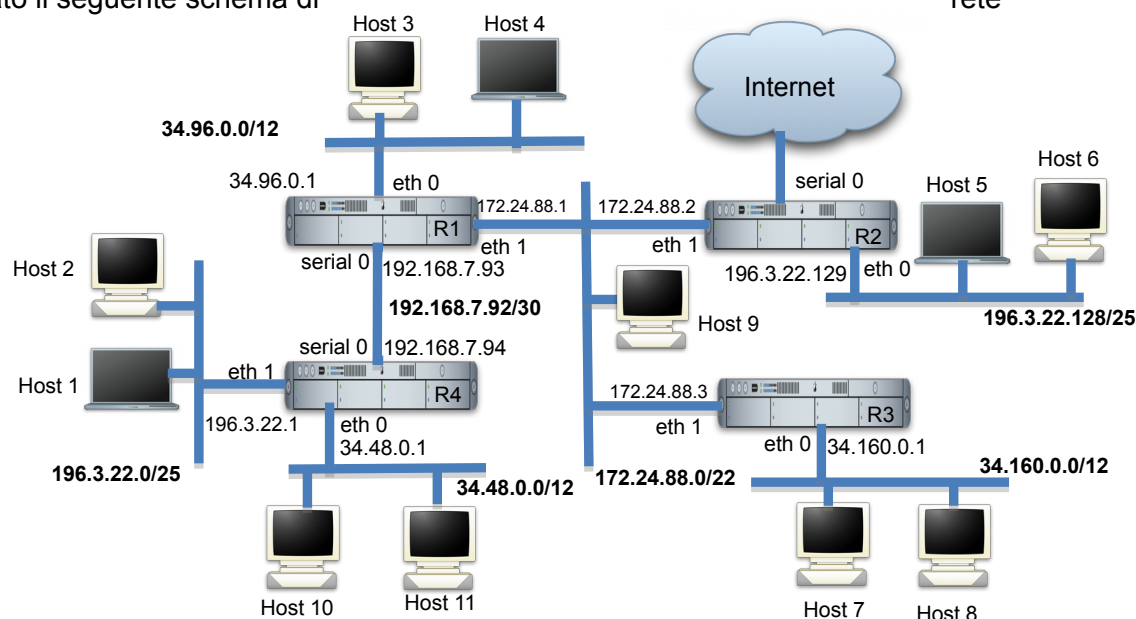 ato il seguente schema di rete
Host 3
Host 4
Internet
34.96.0.0/12
34.96.0.1
eth 0
serial 0
Host 5
Host 6
172.24.88.1
172.24.88.2
R1
R2
eth 1
eth 1
Host 2
serial 0
192.168.7.93
196.3.22.129
eth 0
192.168.7.92/30
Host 9
196.3.22.128/25
serial 0
192.168.7.94
Host 1
eth 1
R4
172.24.88.3
R3
196.3.22.1
eth 0
eth 1
eth 0
34.160.0.1
34.48.0.1
196.3.22.0/25
34.48.0.0/12
172.24.88.0/22
34.160.0.0/12
Host 10
Host 11
Host 7
Host 8